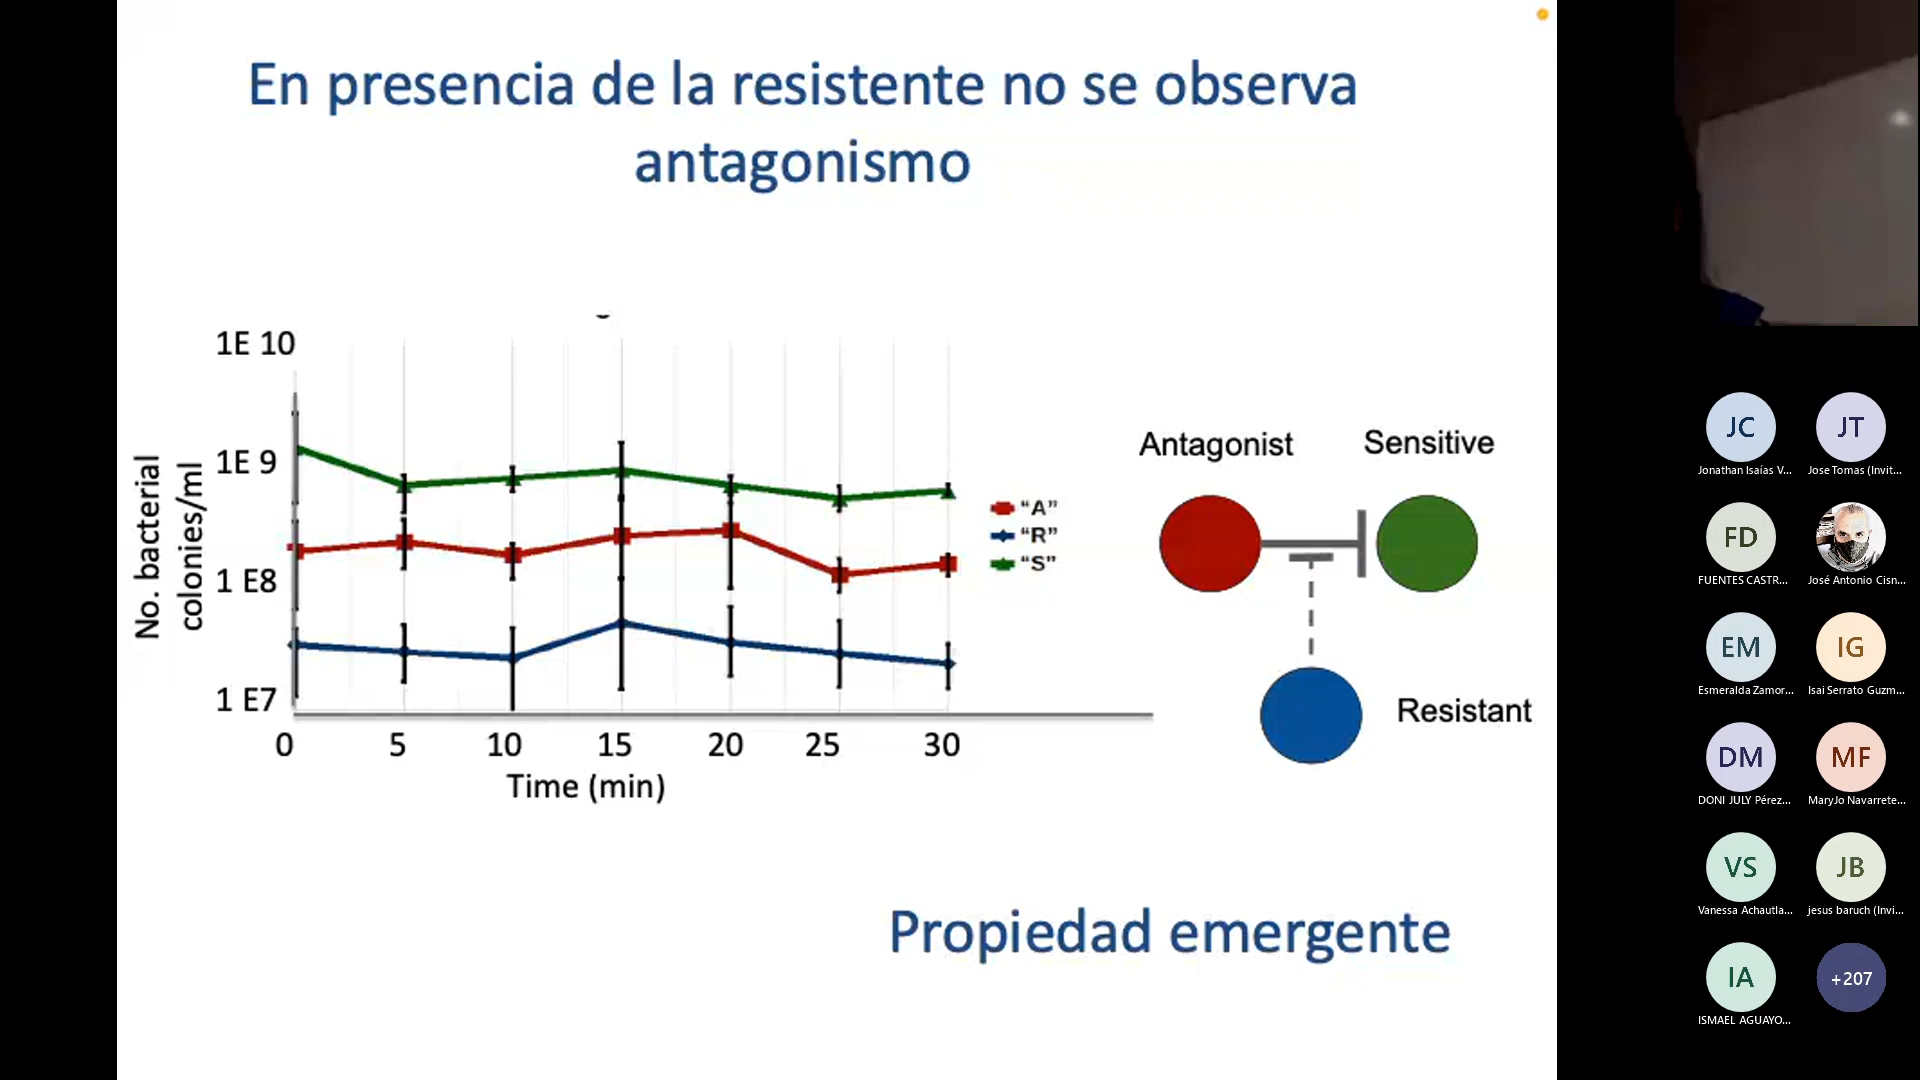 En presencia de la resistente no se observa
antagonismo
1E 10
1E 9
1 E8
1 E7
No. bacterial
colonies/ml
0 5 10 15 20 25 30
Time (min)
"A"
"R"
"S"
Antagonist
Sensitive
Resistant
Propiedad emergente
JC
JT
Jonathan Isaías V...
Jose Tomas (Invit...
FD
FUENTES CASTR...
José Antonio Cisn...
EM
IG
Esmeralda Zamor...
Isai Serrato Guzm...
DM
MF
DONI JULY Pérez...
MaryJo Navarrete...
VS
JB
Vanessa Achautla...
jesus baruch (Invi...
IA
+207
ISMAEL AGUAYO...